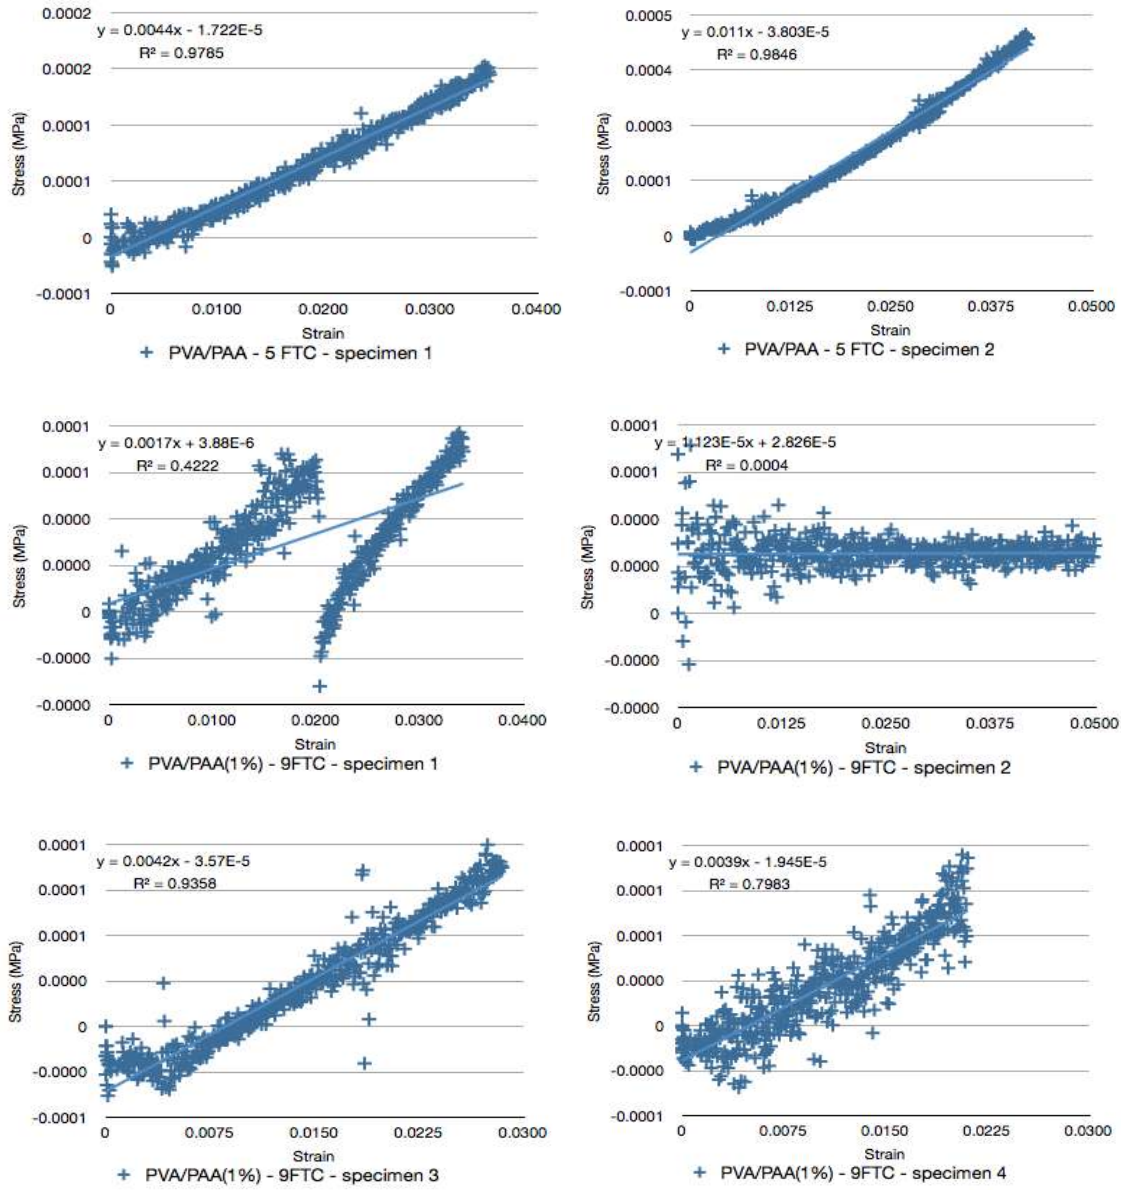 0.0002
y = 0.0044x - 1.722E-5
R² = 0.9785
0.0002
0.0001
0.0001
0
-0.0001
Stress (MPa)
0 0.0100 0.0200 0.0300 0.0400
Strain
+ PVA/PAA - 5 FTC - specimen 1
0.0005
y = 0.011x - 3.803E-5
R² = 0.9846
0.0004
0.0003
0.0001
0
-0.0001
Stress (MPa)
0 0.0125 0.0250 0.0375 0.0500
Strain
+ PVA/PAA - 5 FTC - specimen 2
0.0001
y = 0.0017x + 3.88E-6
R² = 0.4222
0.0001
0.0000
0.0000
0
-0.0000
-0.0000
Stress (MPa)
0 0.0100 0.0200 0.0300 0.0400
Strain
+ PVA/PAA(1%) - 9FTC - specimen 1
0.0001
y = 1.123E-5x + 2.826E-5
R² = 0.0004
0.0001
0.0000
0.0000
0
-0.0000
-0.0000
Stress (MPa)
0 0.0125 0.0250 0.0375 0.0500
Strain
+ PVA/PAA(1%) - 9FTC - specimen 2
0.0001
y = 0.0042x - 3.57E-5
R² = 0.9358
0.0001
0.0001
0.0000
0
-0.0000
-0.0001
Stress (MPa)
0 0.0075 0.0150 0.0225 0.0300
Strain
+ PVA/PAA(1%) - 9FTC - specimen 3
0.0001
y = 0.0039x - 1.945E-5
R² = 0.7983
0.0001
0.0001
0.0000
0
-0.0000
-0.0001
Stress (MPa)
0 0.0075 0.0150 0.0225 0.0300
Strain
+ PVA/PAA(1%) - 9FTC - specimen 4